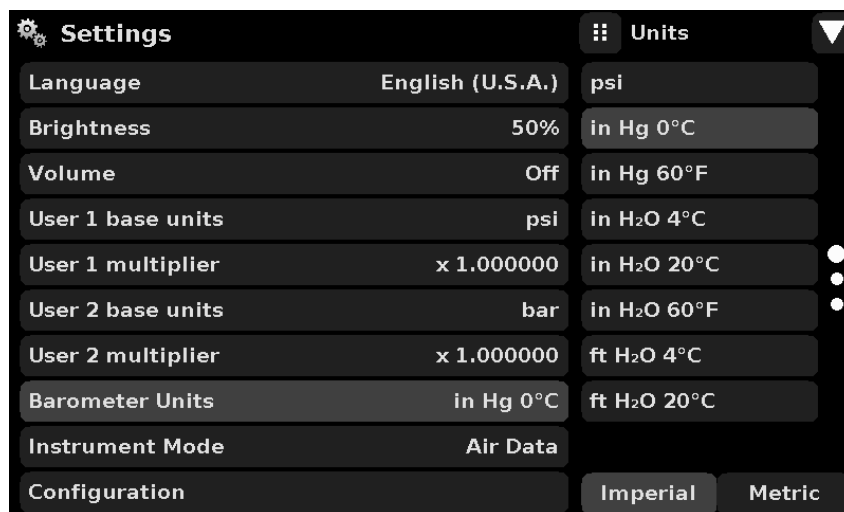 Settings
Language English (U.S.A.)
Brightness 50%
Volume Off
User 1 base units psi
User 1 multiplier x 1.000000
User 2 base units bar
User 2 multiplier x 1.000000
Barometer Units in Hg 0°C
Instrument Mode Air Data
Configuration
Units
psi
in Hg 0°C
in Hg 60°F
in H₂O 4°C
in H₂O 20°C
in H₂O 60°F
ft H₂O 4°C
ft H₂O 20°C
Imperial Metric